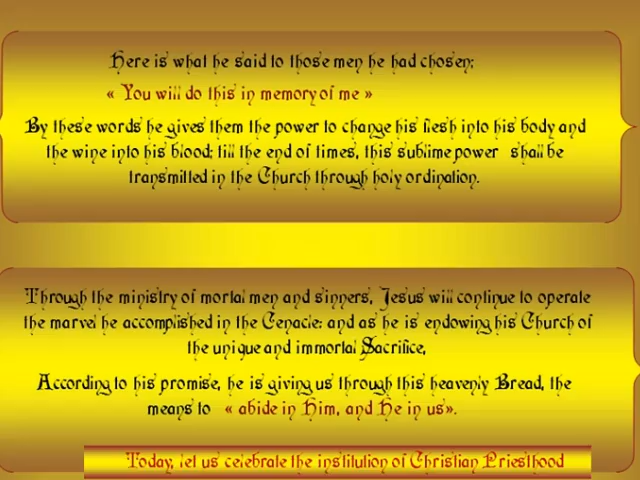 Here is what he said to those men he had chosen:
« You will do this in memory of me »
By these words he gives them the power to change his flesh into his body and
the wine into his blood; till the end of times, this sublime power shall be
transmitted in the Church through holy ordination.
Through the ministry of mortal men and sinners, Jesus will continue to operate
the marvel he accomplished in the Cenacle: and as he is endowing his Church of
the unique and immortal Sacrifice,
According to his promise, he is giving us through this heavenly Bread, the
means to « abide in Him, and He in us».
Today, let us celebrate the institution of Christian Priesthood